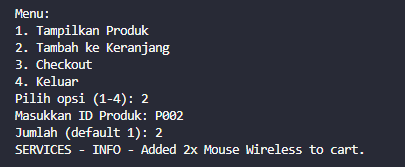 Menu:
1. Tampilkan Produk
2. Tambah ke Keranjang
3. Checkout
4. Keluar
Pilih opsi (1-4): 2
Masukkan ID Produk: P002
Jumlah (default 1): 2
SERVICES - INFO - Added 2x Mouse Wireless to cart.